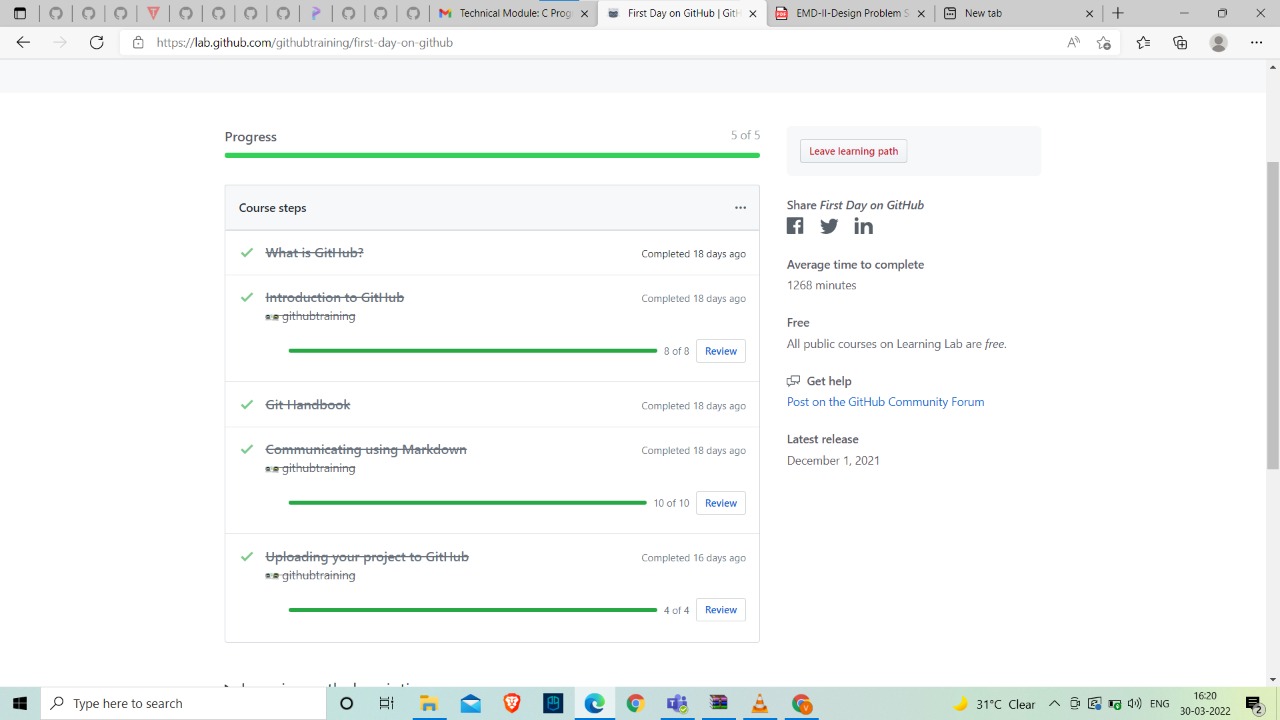 Technical Module: C Prog
First Day on GitHub | GitH
PDF
EMD-Problem S
New tab
https://lab.github.com/githubtraining/first-day-on-github
Progress
5 of 5
Leave learning path
Course steps
What is GitHub?
Completed 18 days ago
Introduction to GitHub
Completed 18 days ago
githubtraining
8 of 8
Review
Git Handbook
Completed 18 days ago
Communicating using Markdown
Completed 18 days ago
githubtraining
10 of 10
Review
Uploading your project to GitHub
Completed 16 days ago
githubtraining
4 of 4
Review
Share First Day on GitHub
Average time to complete
1268 minutes
Free
All public courses on Learning Lab are free.
Get help
Post on the GitHub Community Forum
Latest release
December 1, 2021
Type here to search
31°C Clear
ENG
16:20
30-03-2022
2